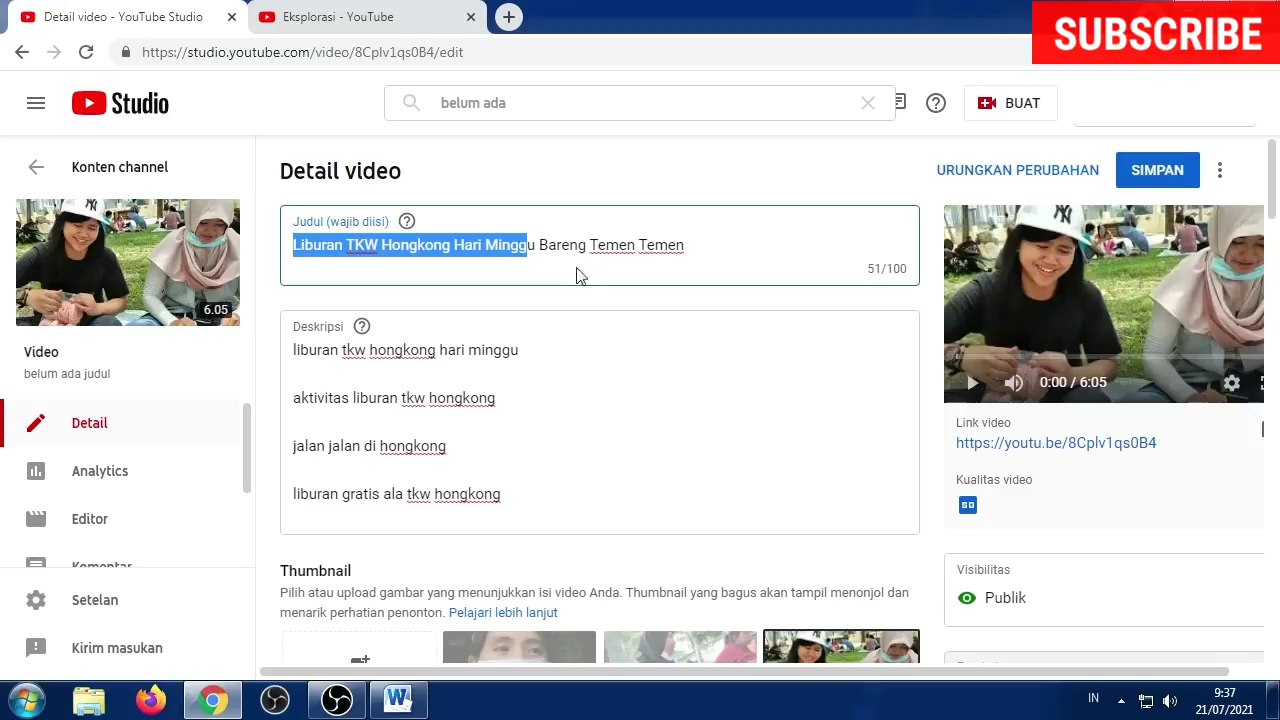 Detail video - YouTube Studio
Eksplorasi - YouTube
SUBSCRIBE
https://studio.youtube.com/video/8Cplv1qs0B4/edit
Studio
belum ada
BUAT
Konten channel
Detail video
URUNGKAN PERUBAHAN
SIMPAN
Judul (wajib diisi)
Liburan TKW Hongkong Hari Minggu Bareng Temen Temen
51/100
6.05
Deskripsi
liburan tkw hongkong hari minggu
aktivitas liburan tkw hongkong
jalan jalan di hongkong
liburan gratis ala tkw hongkong
Video
belum ada judul
Detail
Analytics
Editor
Komentar
Setelan
Kirim masukan
0:00 / 6:05
Link video
https://youtu.be/8Cplv1qs0B4
Kualitas video
SD
Visibilitas
Publik
Thumbnail
Pilih atau upload gambar yang menunjukkan isi video Anda. Thumbnail yang bagus akan tampil menonjol dan
menarik perhatian penonton. Pelajari lebih lanjut
IN
9:37
21/07/2021